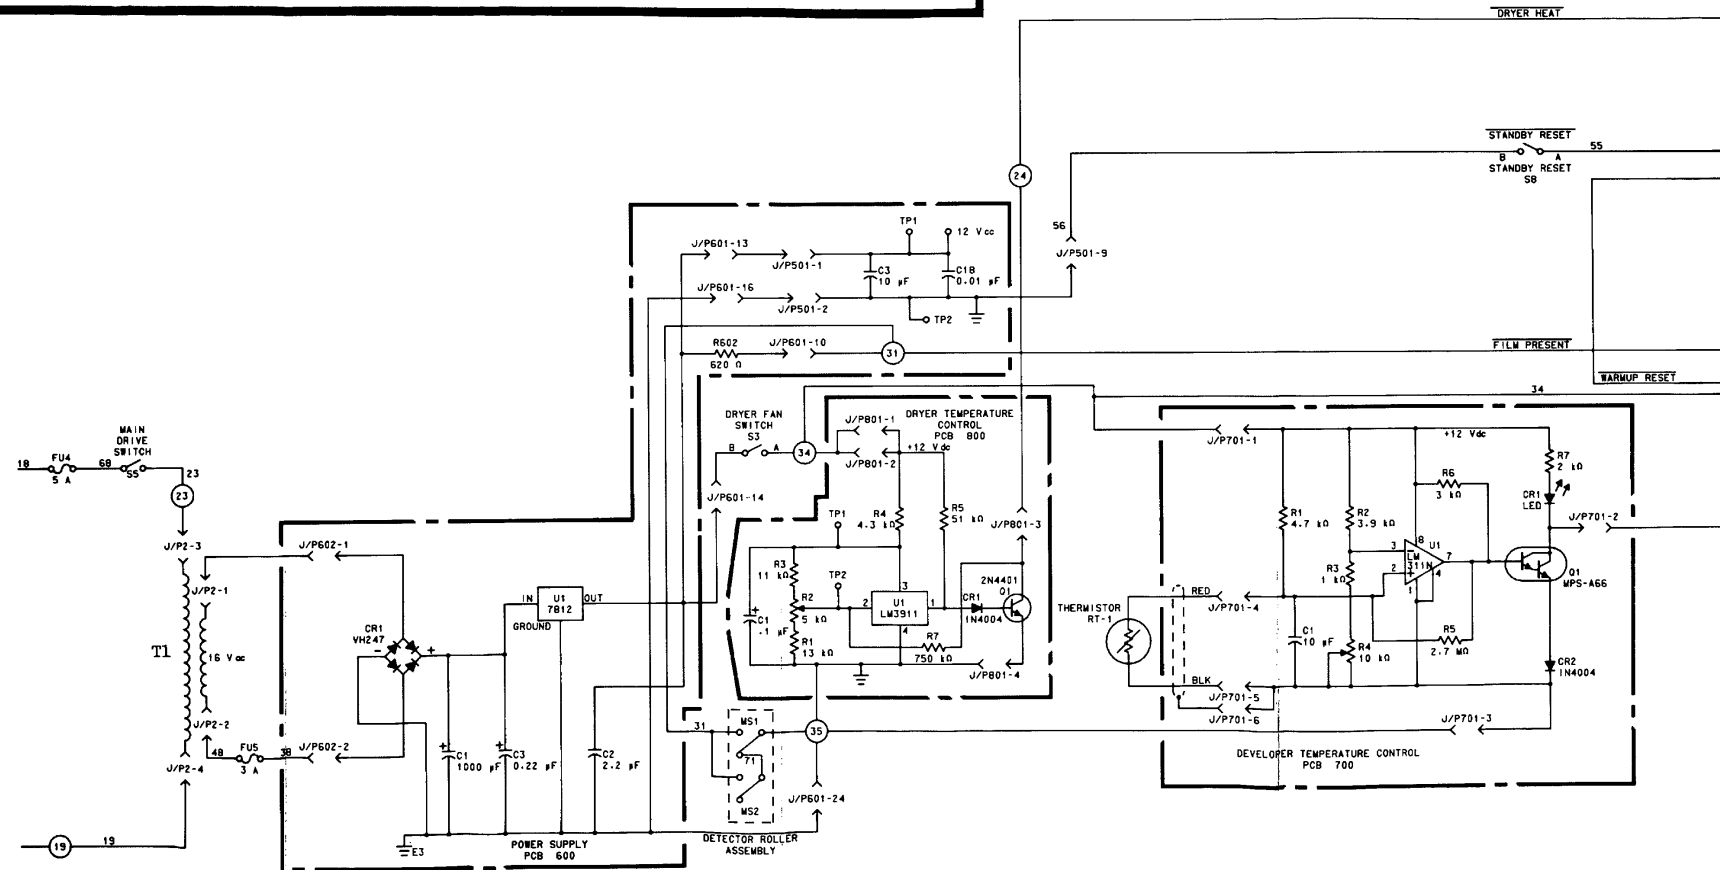 DRYER HEAT
STANDBY RESET
B A 55
STANDBY RESET
S8
24
56
J/P501-9
TP1
12 Vcc
J/P601-13
J/P501-1
C3
10 µF
C18
0.01 µF
J/P601-16
J/P501-2
TP2
R602
620 Ω
J/P601-10
31
FILM PRESENT
WARMUP RESET
34
DRYER FAN
SWITCH
S3
B A
34
J/P601-14
J/P801-1
J/P801-2
DRYER TEMPERATURE
CONTROL
PCB 800
+12 Vdc
R4
4.3 kΩ
R5
51 kΩ
J/P801-3
TP1
R3
11 kΩ
TP2
R2
5 kΩ
R1
13 kΩ
C1
.1 µF
2 3 1 4
U1
LM3911
CR1
1N4004
2N4401
Q1
R7
750 kΩ
J/P801-4
J/P701-1
+12 Vdc
R7
2 kΩ
CR1
LED
J/P701-2
R6
3 kΩ
R1
4.7 kΩ
R2
3.9 kΩ
R3
1 kΩ
3 8 U1
LM
311N
2 4 7 1
Q1
MPS-A66
THERMISTOR
RT-1
RED
J/P701-4
C1
10 µF
R4
10 kΩ
R5
2.7 MΩ
CR2
1N4004
BLK
J/P701-5
J/P701-6
J/P701-3
DEVELOPER TEMPERATURE CONTROL
PCB 700
MAIN
DRIVE
SWITCH
18 FU4 68 S5
5 A
23
23
J/P2-3
J/P2-1
T1
16 Vac
J/P2-2
J/P2-4
48 FU5 38
3 A
19 19
J/P602-1
J/P602-2
CR1
VH247
- +
IN U1 OUT
7812
GROUND
C1
1000 µF
C3
0.22 µF
C2
2.2 µF
E3
POWER SUPPLY
PCB 600
31
MS1
71
MS2
35
J/P601-24
DETECTOR ROLLER
ASSEMBLY